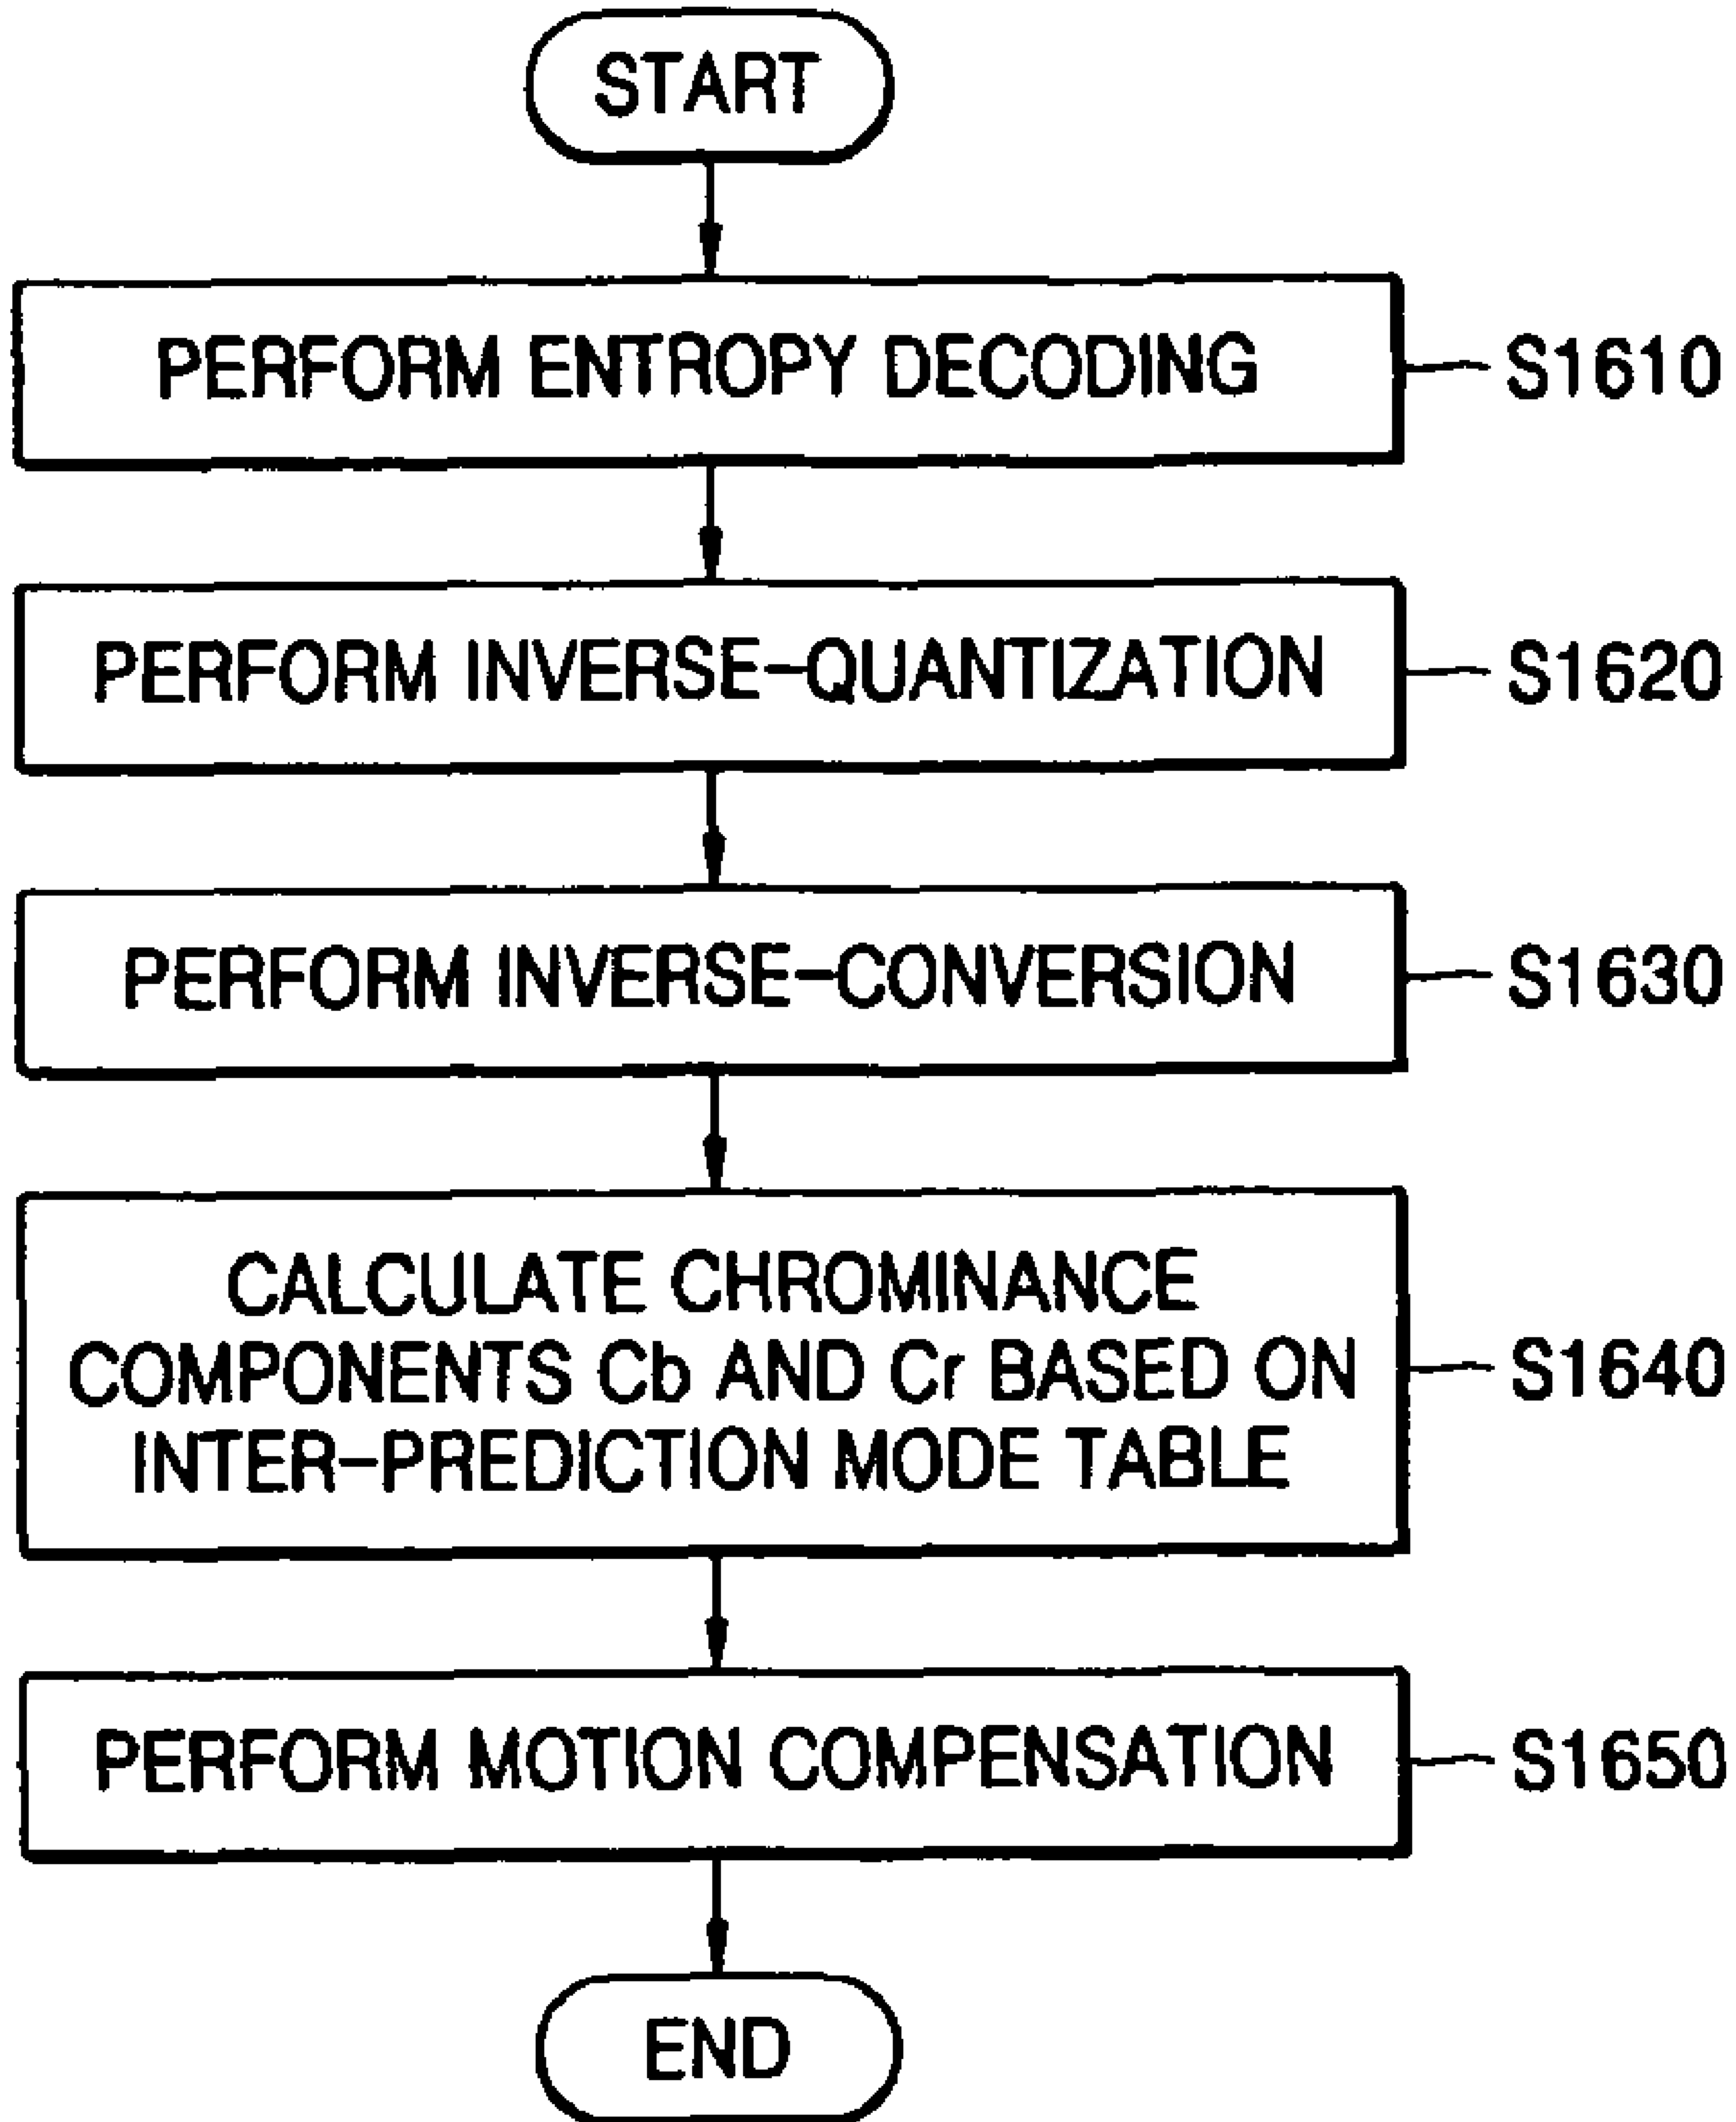 START
PERFORM ENTROPY DECODING
S1610
PERFORM INVERSE-QUANTIZATION
S1620
PERFORM INVERSE-CONVERSION
S1630
CALCULATE CHROMINANCE
COMPONENTS Cb AND Cr BASED ON
INTER-PREDICTION MODE TABLE
S1640
PERFORM MOTION COMPENSATION
S1650
END